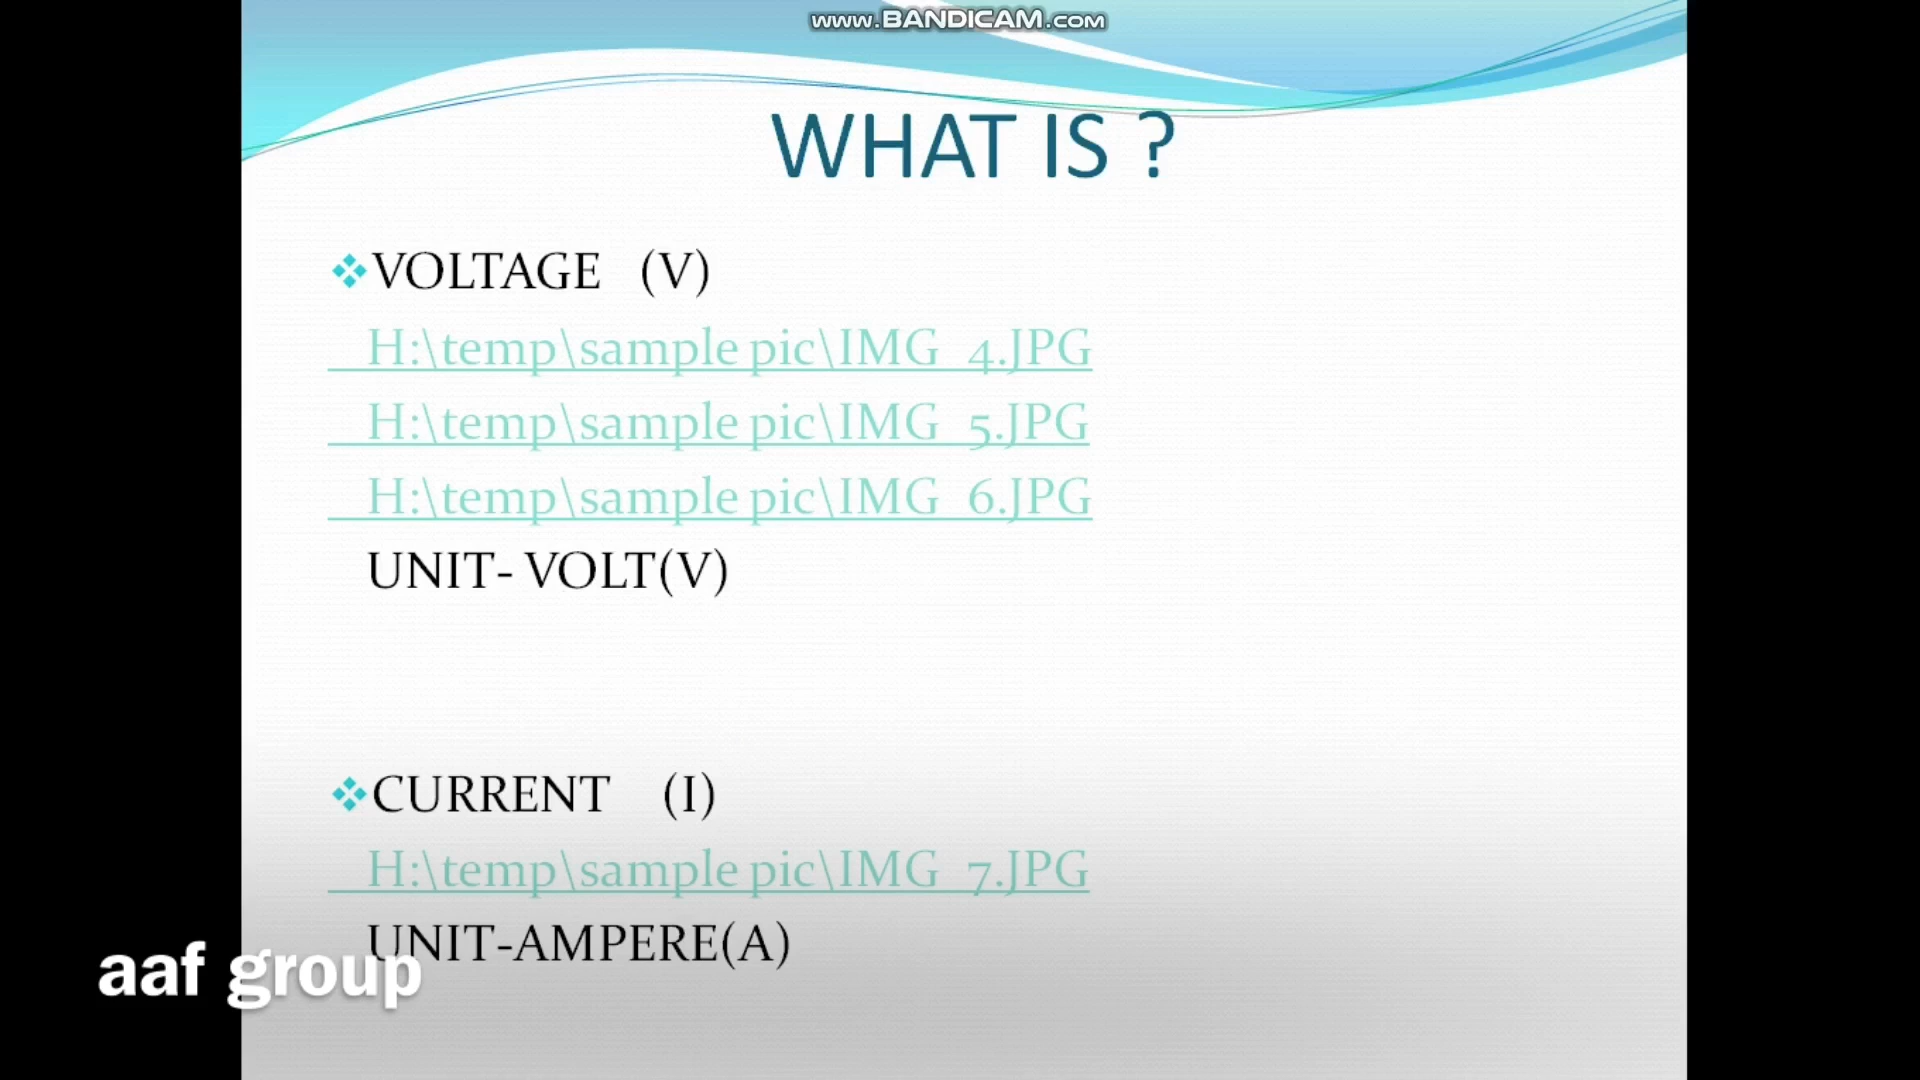 www.BANDICAM.com
WHAT IS ?
VOLTAGE (V)
H:\temp\sample pic\IMG_4.JPG
H:\temp\sample pic\IMG_5.JPG
H:\temp\sample pic\IMG_6.JPG
UNIT- VOLT(V)
CURRENT (I)
H:\temp\sample pic\IMG_7.JPG
UNIT-AMPERE(A)
aaf group